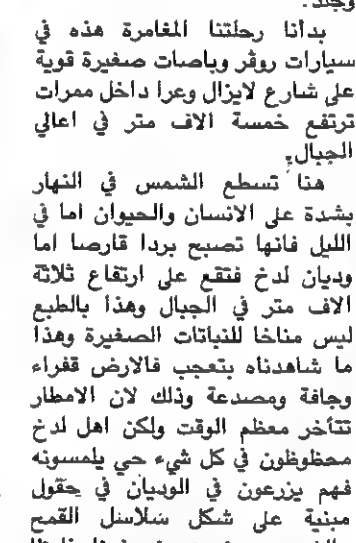 وجلد.
بدأنا رحلتنا المغامرة هذه في
سيارات روڤر وباصات صغيرة قوية
على شارع لايزال وعرا داخل ممرات
ترتفع خمسة الاف متر في اعالي
الجبال.
هنا تسطع الشمس في النهار
بشدة على الانسان والحيوان اما في
الليل فانها تصبح بردا قارصا اما
وديان لدخ فتقع على ارتفاع ثلاثة
الاف متر في الجبال وهذا بالطبع
ليس مناخا للنباتات الصغيرة وهذا
ما شاهدناه بتعجب فالارض قفراء
وجافة ومصدعة وذلك لان الامطار
تتأخر معظم الوقت ولكن اهل لدخ
محظوظون في كل شيء حي يلمسونه
فهم يزرعون في الوديان في حقول
مبنية على شكل سلاسل القمح